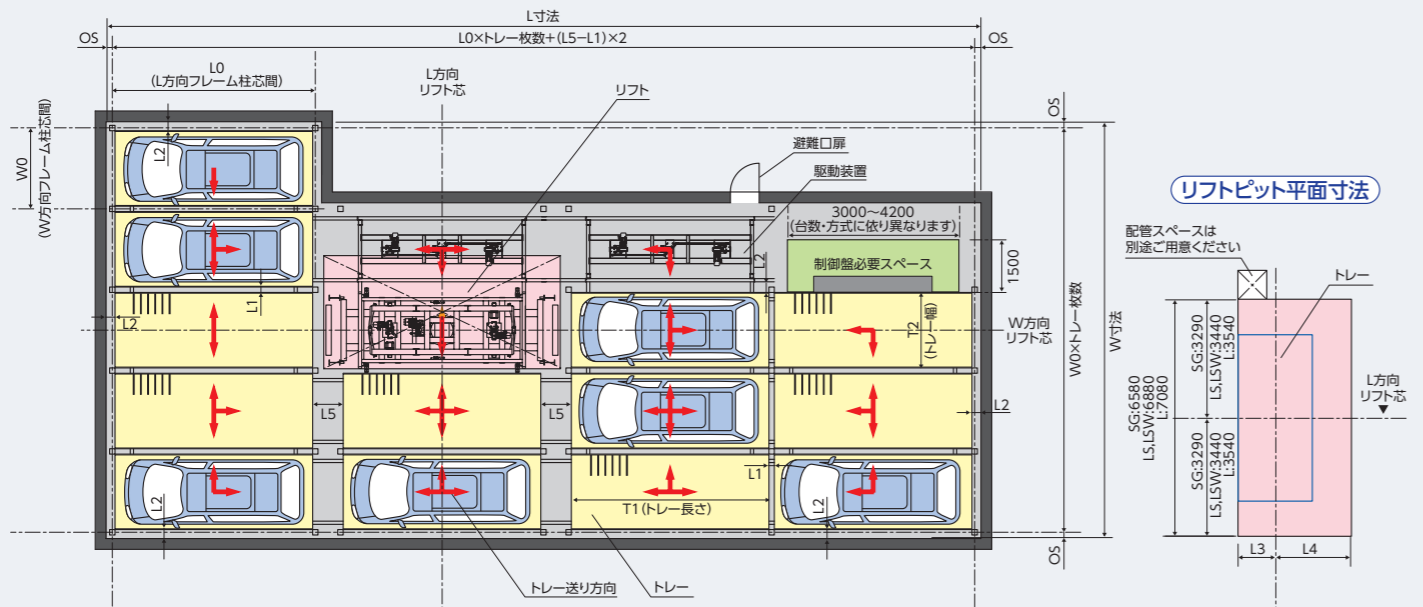 L寸法
OS
L0×トレー枚数+(L5−L1)×2
OS
L0
(L方向フレーム柱芯間)
L方向
リフト芯
リフト
OS
W0
(W方向フレーム柱芯間)
L2
避難口扉
駆動装置
3000〜4200
(台数・方式に依り異なります)
制御盤必要スペース
1500
L2
L1
L2
T2
(トレー幅)
W方向
リフト芯
W0×トレー枚数
W寸法
L5
L5
L2
L1
T1(トレー長さ)
L2
L2
OS
トレー送り方向
トレー
リフトピット平面寸法
配管スペースは
別途ご用意ください
トレー
SG:6580
LS,LSW:6880
L:7080
SG:3290
LS,LSW:3440
L:3540
SG:3290
LS,LSW:3440
L:3540
L方向
リフト芯
L3
L4